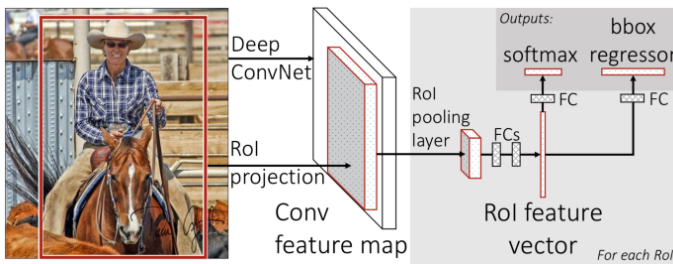 Deep
ConvNet
RoI
projection
Conv
feature map
RoI
pooling
layer
FCs
RoI feature
vector
For each RoI
Outputs:
softmax
bbox
regressor
FC
FC